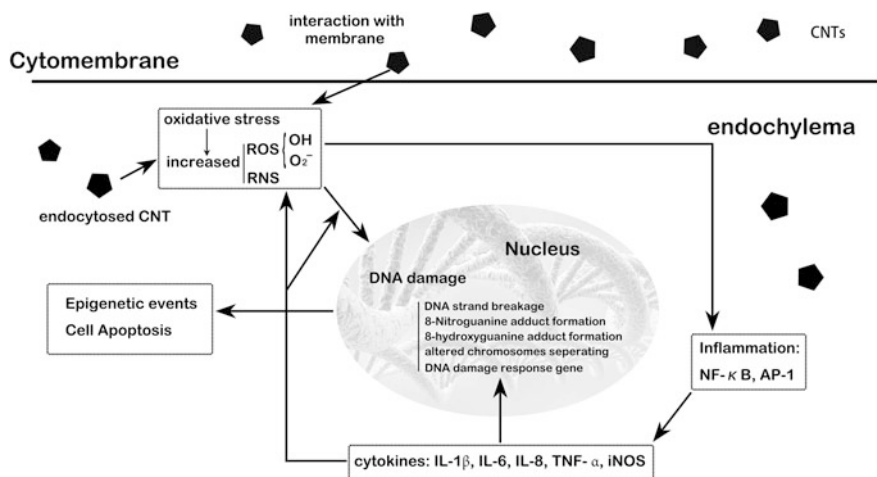 interaction with
membrane
CNTs
Cytomembrane
oxidative stress
increased
ROS
OH
O₂⁻
RNS
endochylema
endocytosed CNT
Nucleus
DNA damage
DNA strand breakage
8-Nitroguanine adduct formation
8-hydroxyguanine adduct formation
altered chromosomes seperating
DNA damage response gene
Epigenetic events
Cell Apoptosis
Inflammation:
NF-κB, AP-1
cytokines: IL-1β, IL-6, IL-8, TNF-α, iNOS